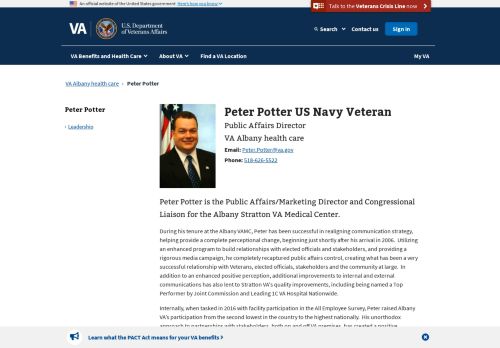 An official website of the United States government Here's how you know
Talk to the Veterans Crisis Line now
VA
U.S. Department
of Veterans Affairs
Search
Contact us
Sign in
VA Benefits and Health Care
About VA
Find a VA Location
My VA
VA Albany health care › Peter Potter
Peter Potter
› Leadership
Peter Potter US Navy Veteran
Public Affairs Director
VA Albany health care
Email: Peter.Potter@va.gov
Phone: 518-626-5522
Peter Potter is the Public Affairs/Marketing Director and Congressional
Liaison for the Albany Stratton VA Medical Center.
During his tenure at the Albany VAMC, Peter has been successful in realigning communication strategy,
helping provide a complete perceptional change, beginning just shortly after his arrival in 2006. Utilizing
an enhanced program to build relationships with elected officials and stakeholders, and providing a
rigorous media campaign, he completely recaptured public affairs control, creating what has been a very
successful relationship with Veterans, elected officials, stakeholders and the community at large. In
addition to an enhanced positive perception, additional improvements to internal and external
communications has also lent to Stratton VA's quality improvements, including being named a Top
Performer by Joint Commission and Leading 1C VA Hospital Nationwide.
Internally, when tasked in 2016 with facility participation in the All Employee Survey, Peter raised Albany
VA's participation from the second lowest in the country to the highest nationally. His unorthodox
approach to partnerships with stakeholders, both on and off VA premises, has created a positive
Learn what the PACT Act means for your VA benefits >